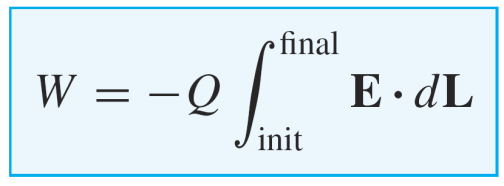 W = −Q ∫_init^final E · dL